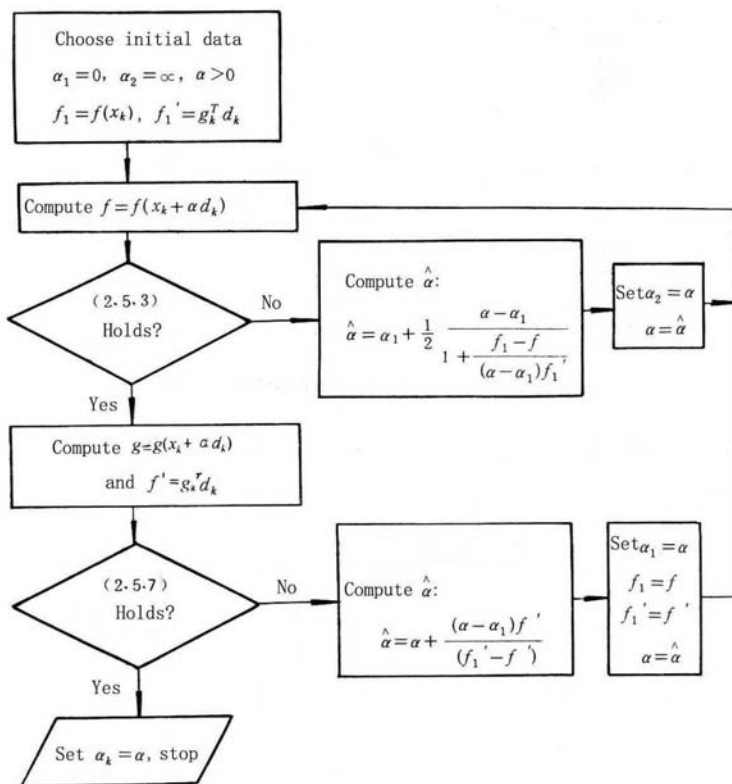 Choose initial data
α₁ = 0, α₂ = ∝, α > 0
f₁ = f(xₖ), f₁' = gₖᵀdₖ
Compute f = f(xₖ + αdₖ)
(2.5.3)
Holds?
No
Compute α̂:
α̂ = α₁ + 1/2 (α − α₁)/(1 + (f₁ − f)/((α − α₁)f₁'))
Set α₂ = α
α = α̂
Yes
Compute g = g(xₖ + αdₖ)
and f' = gₖᵀdₖ
(2.5.7)
Holds?
No
Compute α̂:
α̂ = α + (α − α₁)f'/(f₁' − f')
Set α₁ = α
f₁ = f
f₁' = f'
α = α̂
Yes
Set αₖ = α, stop